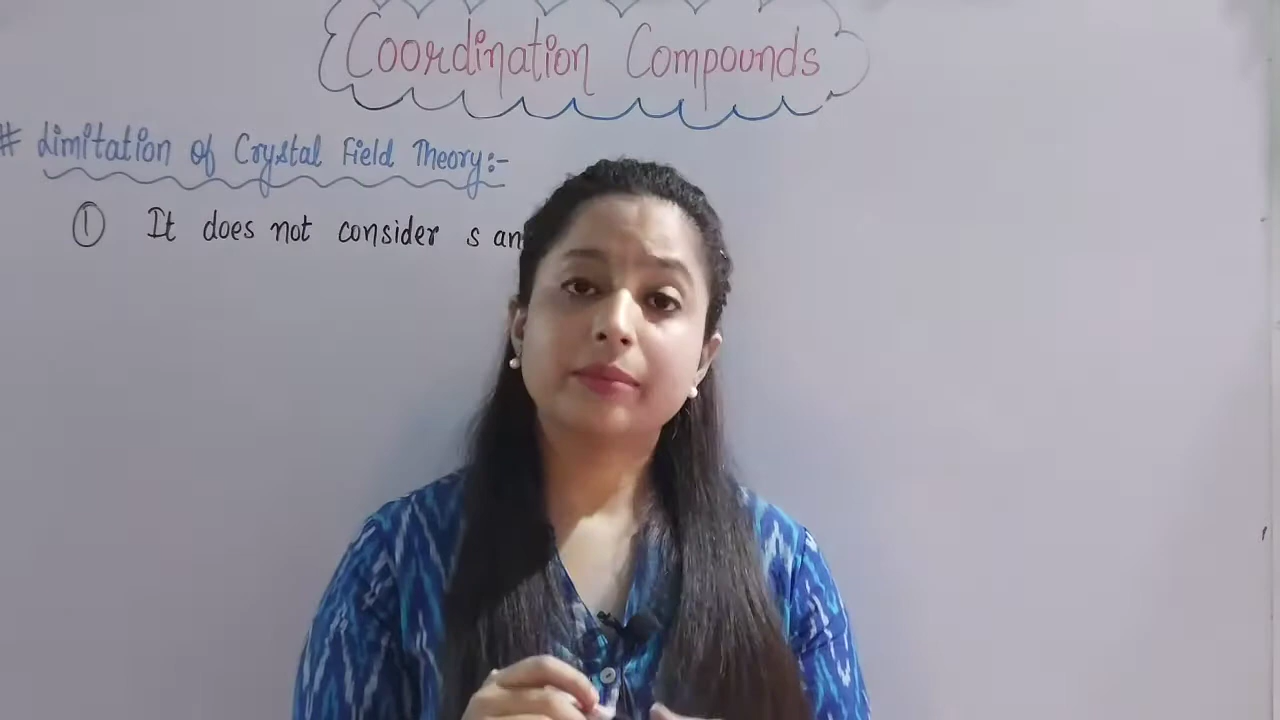 Coordination Compounds
# Limitation of Crystal Field Theory:-
① It does not consider s an